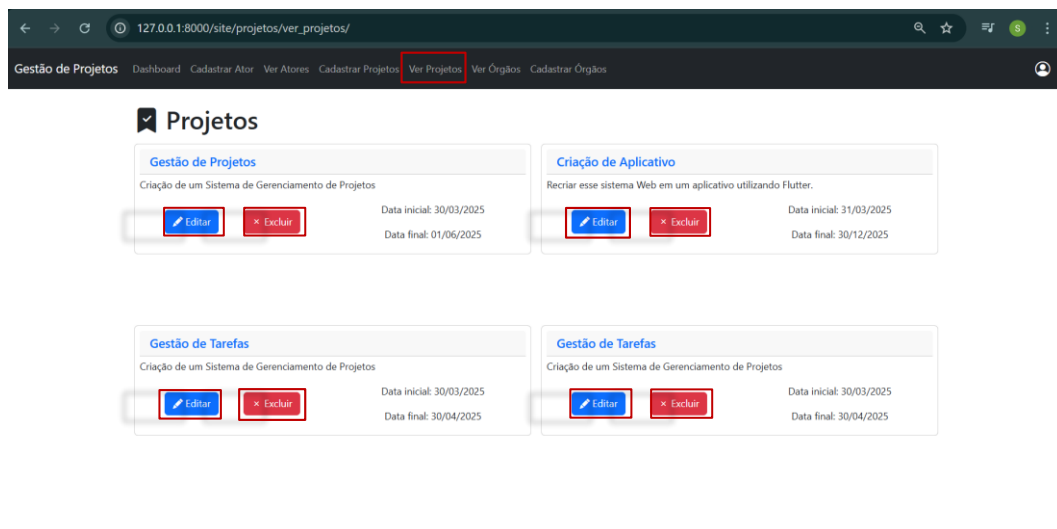 127.0.0.1:8000/site/projetos/ver_projetos/
S
Gestão de Projetos Dashboard Cadastrar Ator Ver Atores Cadastrar Projetos Ver Projetos Ver Órgãos Cadastrar Órgãos
Projetos
Gestão de Projetos
Criação de um Sistema de Gerenciamento de Projetos
Editar × Excluir
Data inicial: 30/03/2025
Data final: 01/06/2025
Criação de Aplicativo
Recriar esse sistema Web em um aplicativo utilizando Flutter.
Editar × Excluir
Data inicial: 31/03/2025
Data final: 30/12/2025
Gestão de Tarefas
Criação de um Sistema de Gerenciamento de Projetos
Editar × Excluir
Data inicial: 30/03/2025
Data final: 30/04/2025
Gestão de Tarefas
Criação de um Sistema de Gerenciamento de Projetos
Editar × Excluir
Data inicial: 30/03/2025
Data final: 30/04/2025